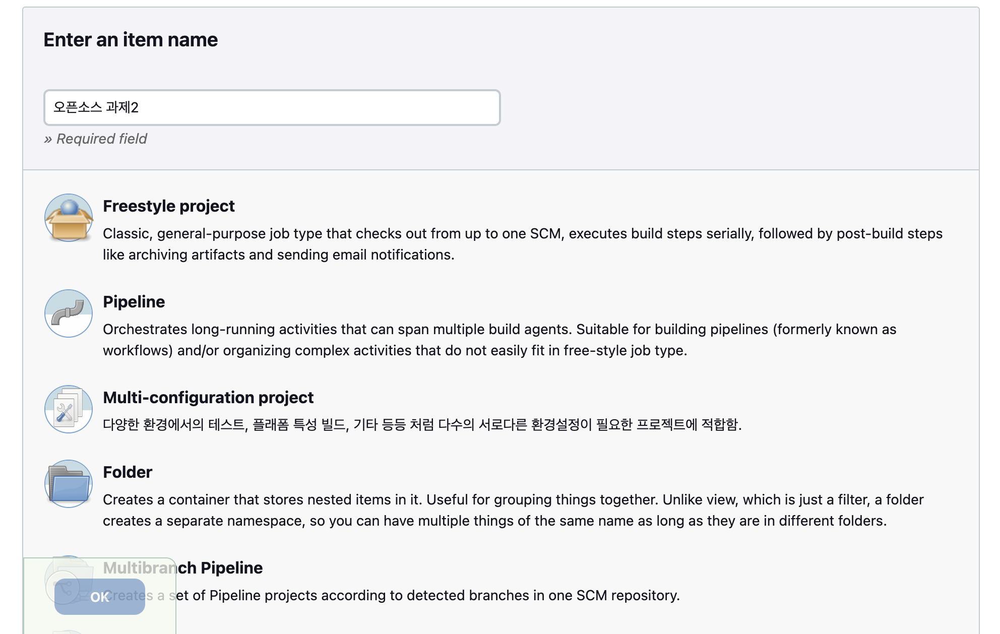 Enter an item name
오픈소스 과제2
» Required field
Freestyle project
Classic, general-purpose job type that checks out from up to one SCM, executes build steps serially, followed by post-build steps
like archiving artifacts and sending email notifications.
Pipeline
Orchestrates long-running activities that can span multiple build agents. Suitable for building pipelines (formerly known as
workflows) and/or organizing complex activities that do not easily fit in free-style job type.
Multi-configuration project
다양한 환경에서의 테스트, 플래폼 특성 빌드, 기타 등등 처럼 다수의 서로다른 환경설정이 필요한 프로젝트에 적합함.
Folder
Creates a container that stores nested items in it. Useful for grouping things together. Unlike view, which is just a filter, a folder
creates a separate namespace, so you can have multiple things of the same name as long as they are in different folders.
Multibranch Pipeline
Creates a set of Pipeline projects according to detected branches in one SCM repository.
OK